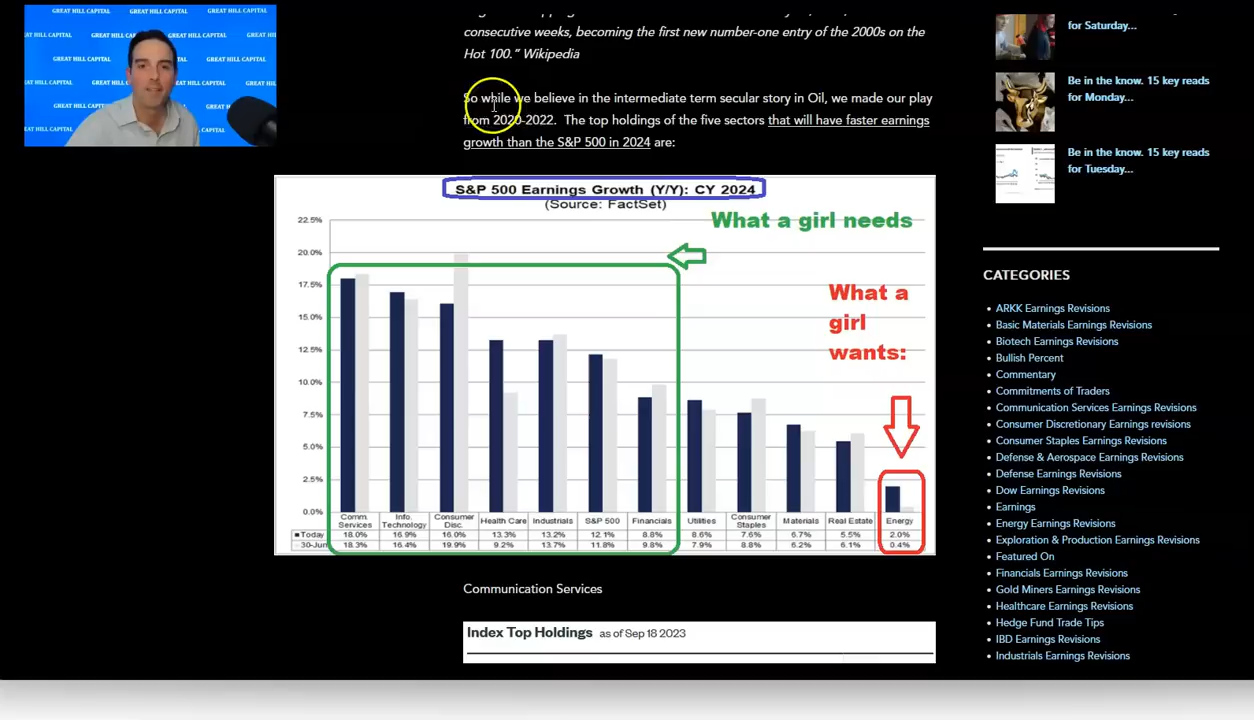 GREAT HILL CAPITAL GREAT HILL CAPITAL GREAT HILL CAPITAL
GREAT HILL CAPITAL
GREAT HILL CAPITAL
GREAT HILL
consecutive weeks, becoming the first new number-one entry of the 2000s on the
Hot 100.” Wikipedia
So while we believe in the intermediate term secular story in Oil, we made our play
from 2020-2022. The top holdings of the five sectors that will have faster earnings
growth than the S&P 500 in 2024 are:
S&P 500 Earnings Growth (Y/Y): CY 2024
(Source: FactSet)
What a girl needs
What a
girl
wants:
22.5%
20.0%
17.5%
15.0%
12.5%
10.0%
7.5%
5.0%
2.5%
0.0%
Comm. Services Info. Technology Consumer Disc. Health Care Industrials S&P 500 Financials Utilities Consumer Staples Materials Real Estate Energy
Today 18.0% 16.9% 16.0% 13.3% 13.2% 12.1% 8.8% 8.6% 7.6% 6.7% 5.5% 2.0%
30-Jun 18.3% 16.4% 19.9% 9.2% 13.7% 11.8% 9.8% 7.9% 8.8% 6.2% 6.1% 0.4%
Communication Services
Index Top Holdings as of Sep 18 2023
for Saturday...
Be in the know. 15 key reads
for Monday...
Be in the know. 15 key reads
for Tuesday...
CATEGORIES
ARKK Earnings Revisions
Basic Materials Earnings Revisions
Biotech Earnings Revisions
Bullish Percent
Commentary
Commitments of Traders
Communication Services Earnings Revisions
Consumer Discretionary Earnings revisions
Consumer Staples Earnings Revisions
Defense & Aerospace Earnings Revisions
Defense Earnings Revisions
Dow Earnings Revisions
Earnings
Energy Earnings Revisions
Exploration & Production Earnings Revisions
Featured On
Financials Earnings Revisions
Gold Miners Earnings Revisions
Healthcare Earnings Revisions
Hedge Fund Trade Tips
IBD Earnings Revisions
Industrials Earnings Revisions